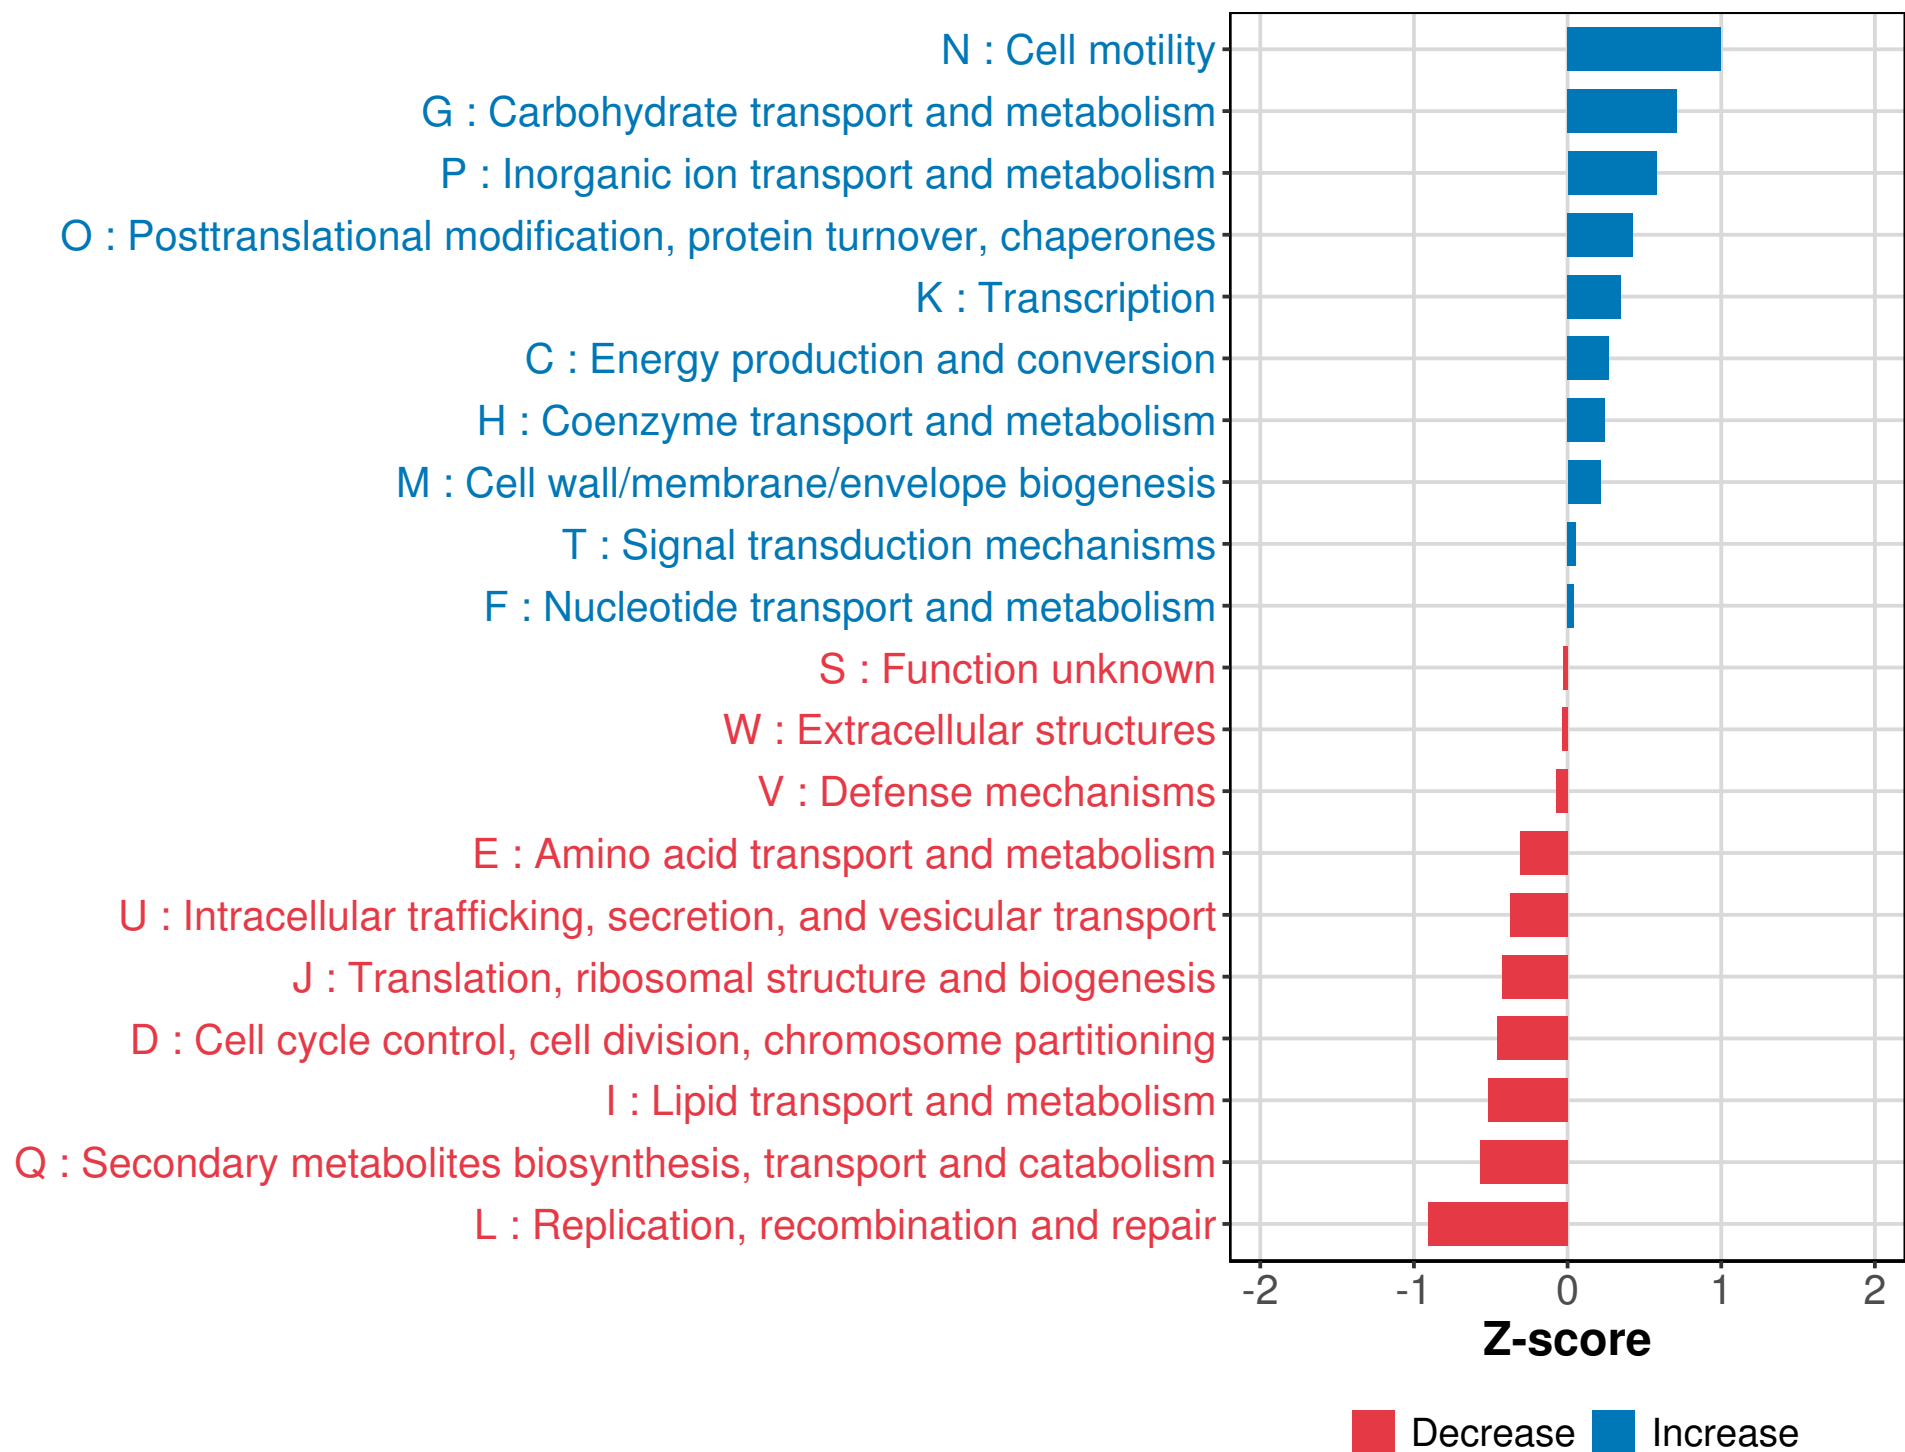 N : Cell motility
G : Carbohydrate transport and metabolism
P : Inorganic ion transport and metabolism
O : Posttranslational modification, protein turnover, chaperones
K : Transcription
C : Energy production and conversion
H : Coenzyme transport and metabolism
M : Cell wall/membrane/envelope biogenesis
T : Signal transduction mechanisms
F : Nucleotide transport and metabolism
S : Function unknown
W : Extracellular structures
V : Defense mechanisms
E : Amino acid transport and metabolism
U : Intracellular trafficking, secretion, and vesicular transport
J : Translation, ribosomal structure and biogenesis
D : Cell cycle control, cell division, chromosome partitioning
I : Lipid transport and metabolism
Q : Secondary metabolites biosynthesis, transport and catabolism
L : Replication, recombination and repair
-2 -1 0 1 2
Z-score
Decrease Increase